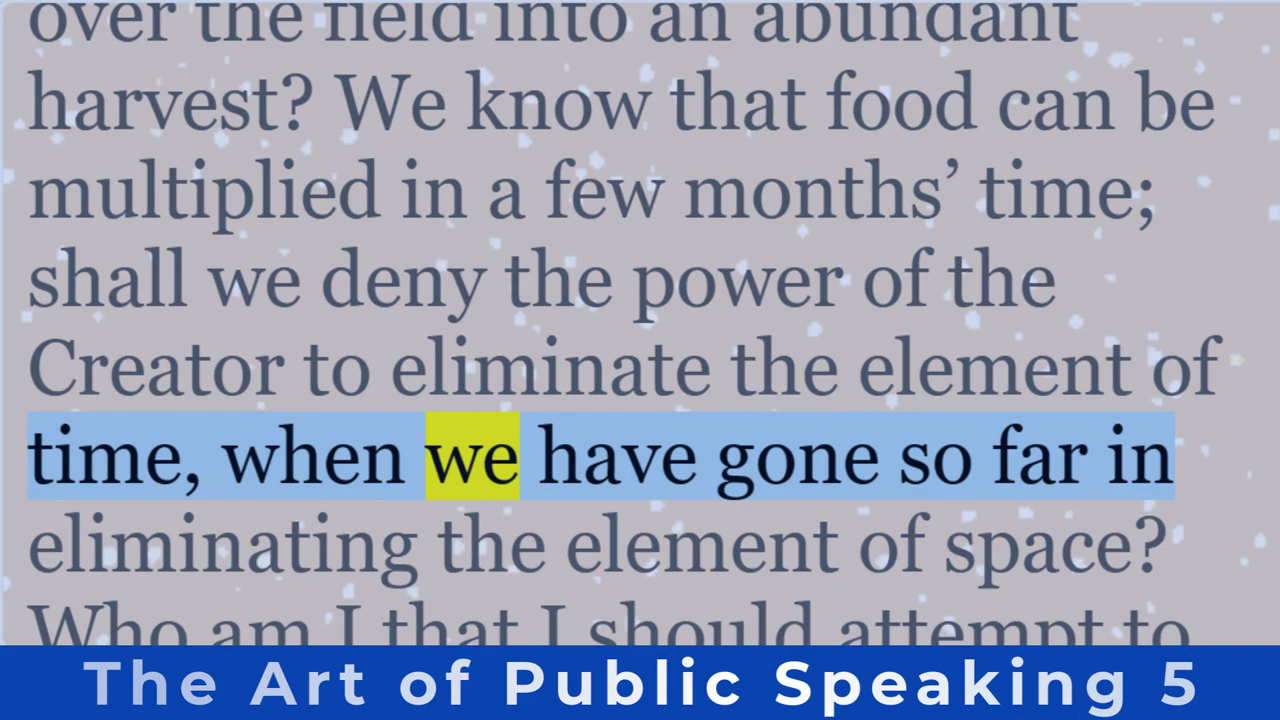 over the field into an abundant
harvest? We know that food can be
multiplied in a few months’ time;
shall we deny the power of the
Creator to eliminate the element of
time, when we have gone so far in
eliminating the element of space?
Who am I that I should attempt to
The Art of Public Speaking 5